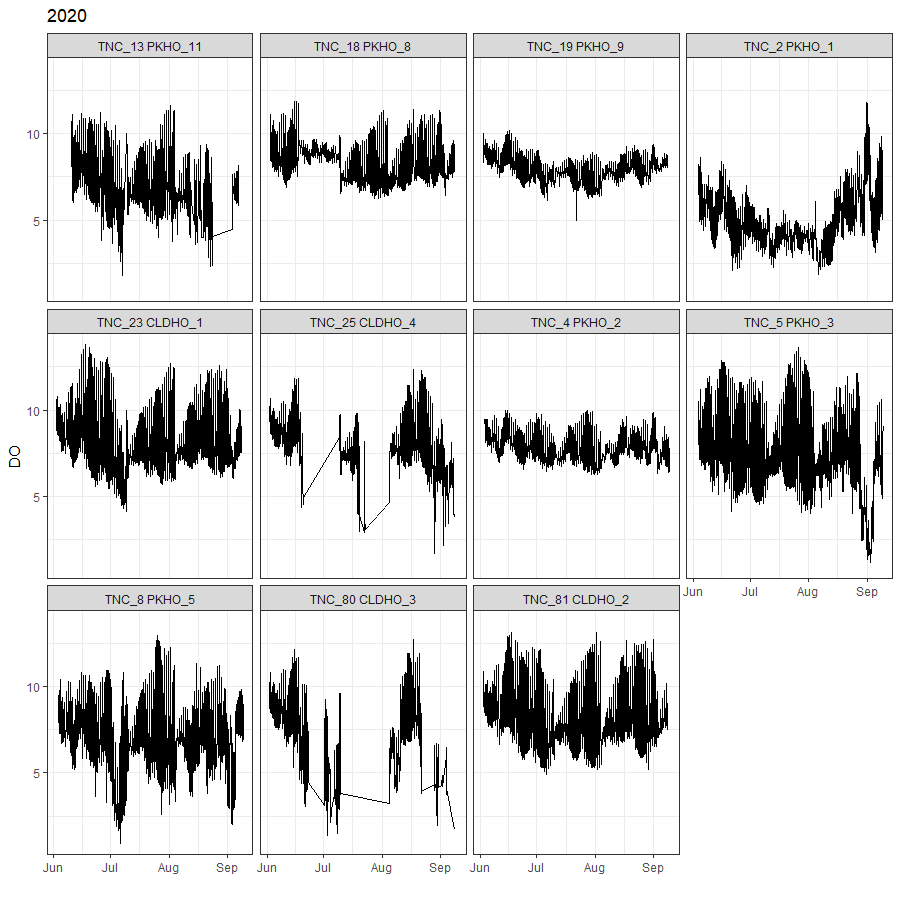 2020
TNC_13 PKHO_11
TNC_18 PKHO_8
TNC_19 PKHO_9
TNC_2 PKHO_1
10
5
TNC_23 CLDHO_1
TNC_25 CLDHO_4
TNC_4 PKHO_2
TNC_5 PKHO_3
10
5
DO
Jun Jul Aug Sep
TNC_8 PKHO_5
TNC_80 CLDHO_3
TNC_81 CLDHO_2
10
5
Jun Jul Aug Sep
Jun Jul Aug Sep
Jun Jul Aug Sep